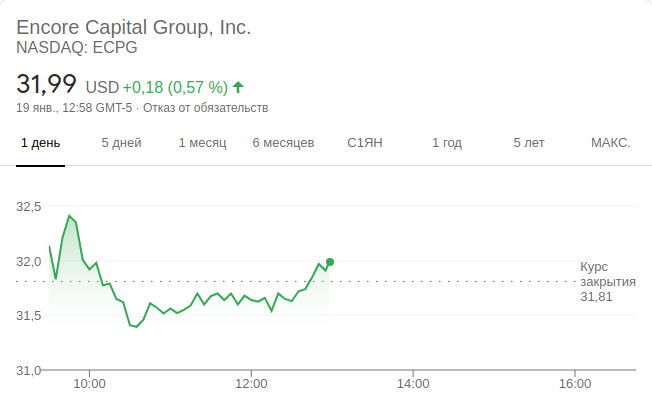 Encore Capital Group, Inc.
NASDAQ: ECPG
31,99 USD +0,18 (0,57 %)
19 янв., 12:58 GMT-5 · Отказ от обязательств
1 день 5 дней 1 месяц 6 месяцев С1ЯН 1 год 5 лет МАКС.
32,5
32,0
Курс
закрытия
31,81
31,5
31,0
10:00 12:00 14:00 16:00